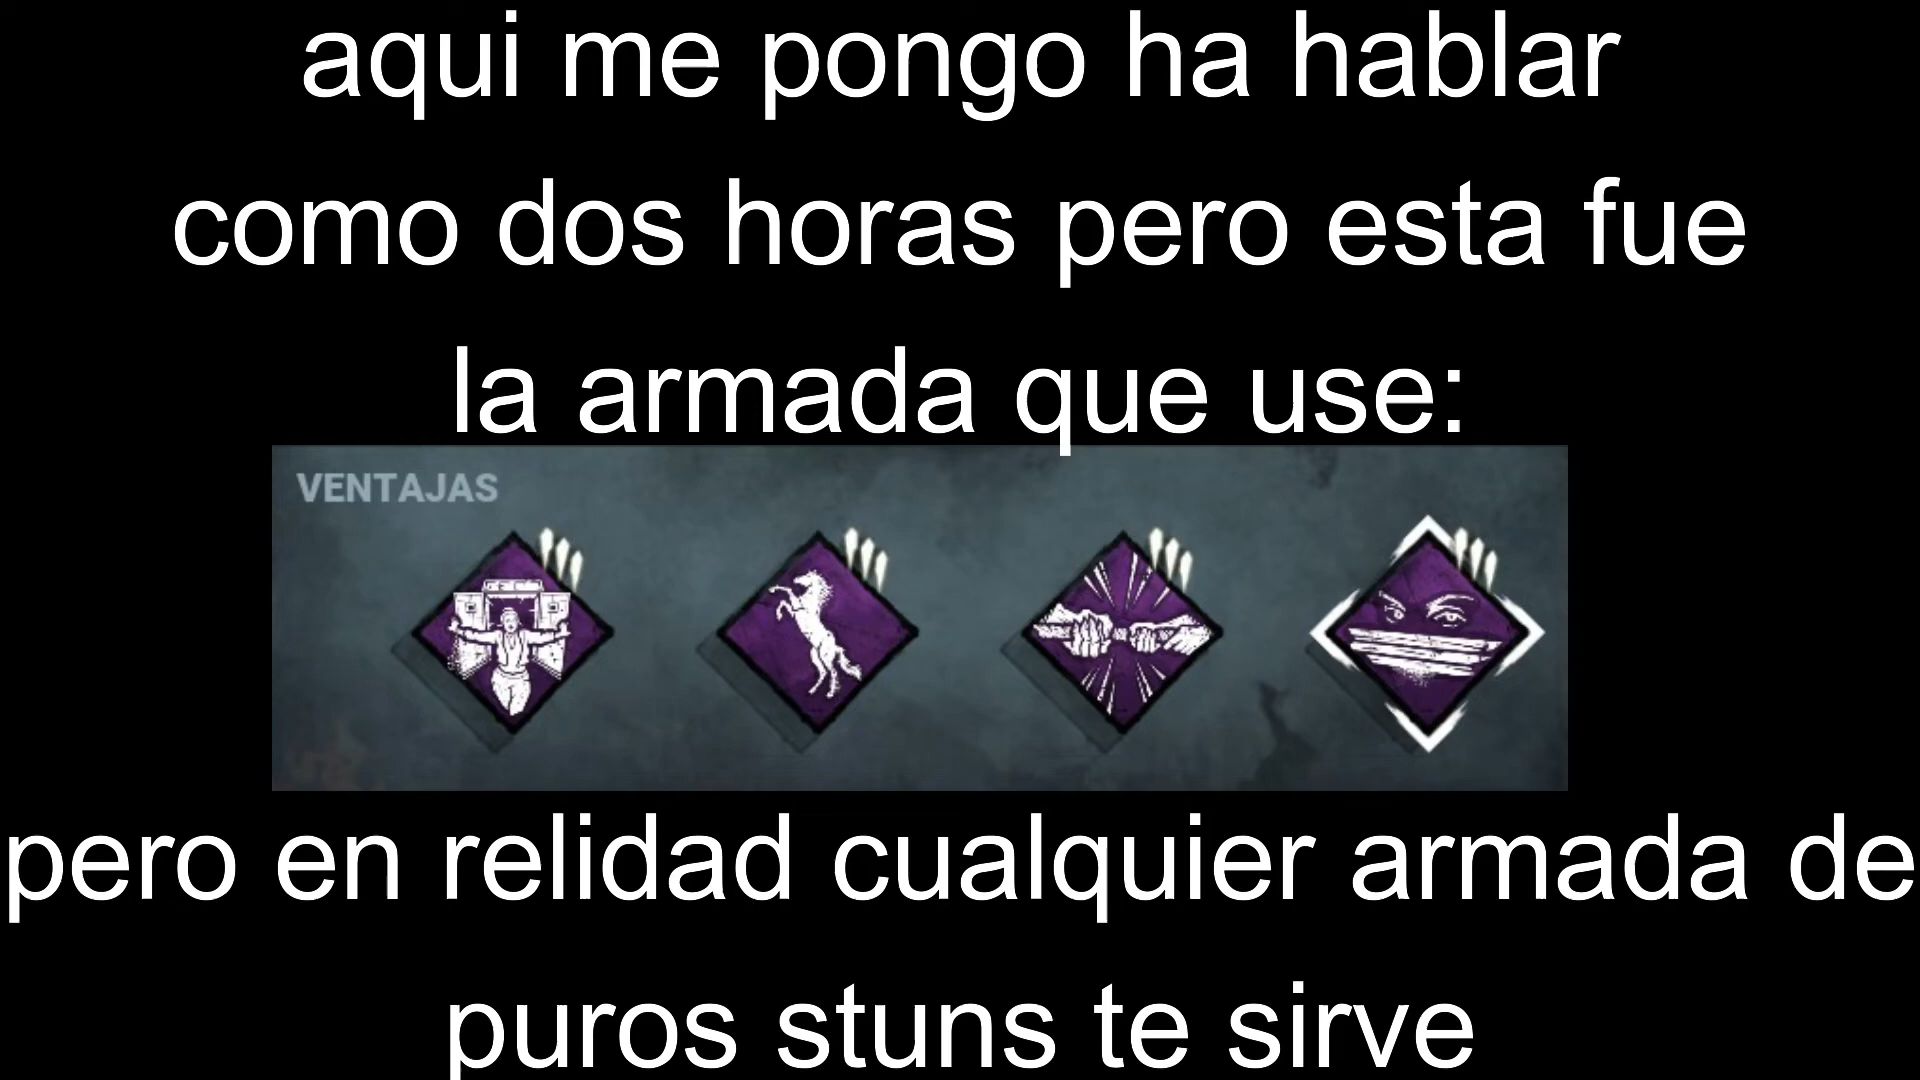 aqui me pongo ha hablar
como dos horas pero esta fue
la armada que use:
VENTAJAS
pero en relidad cualquier armada de
puros stuns te sirve